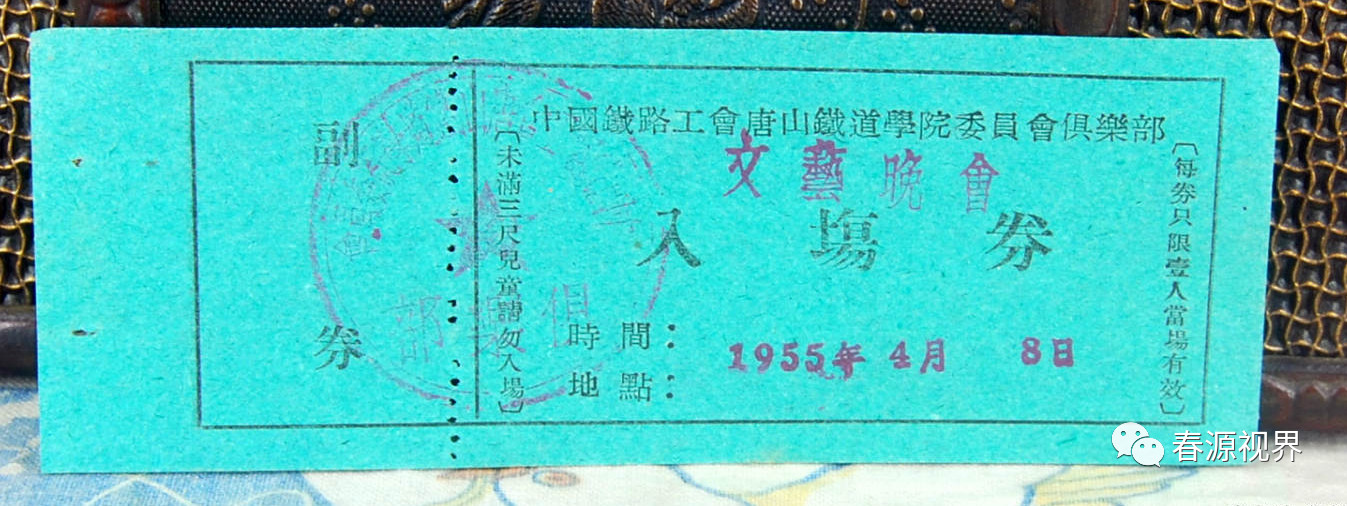 中國鐵路工會唐山鐵道學院委員會俱樂部
文藝晚會
入場券
時間：
1955年 4月 8日
地點：
〔每券只限壹人當場有效〕
〔未滿三尺兒童請勿入場〕
副券
俱樂部
春源视界